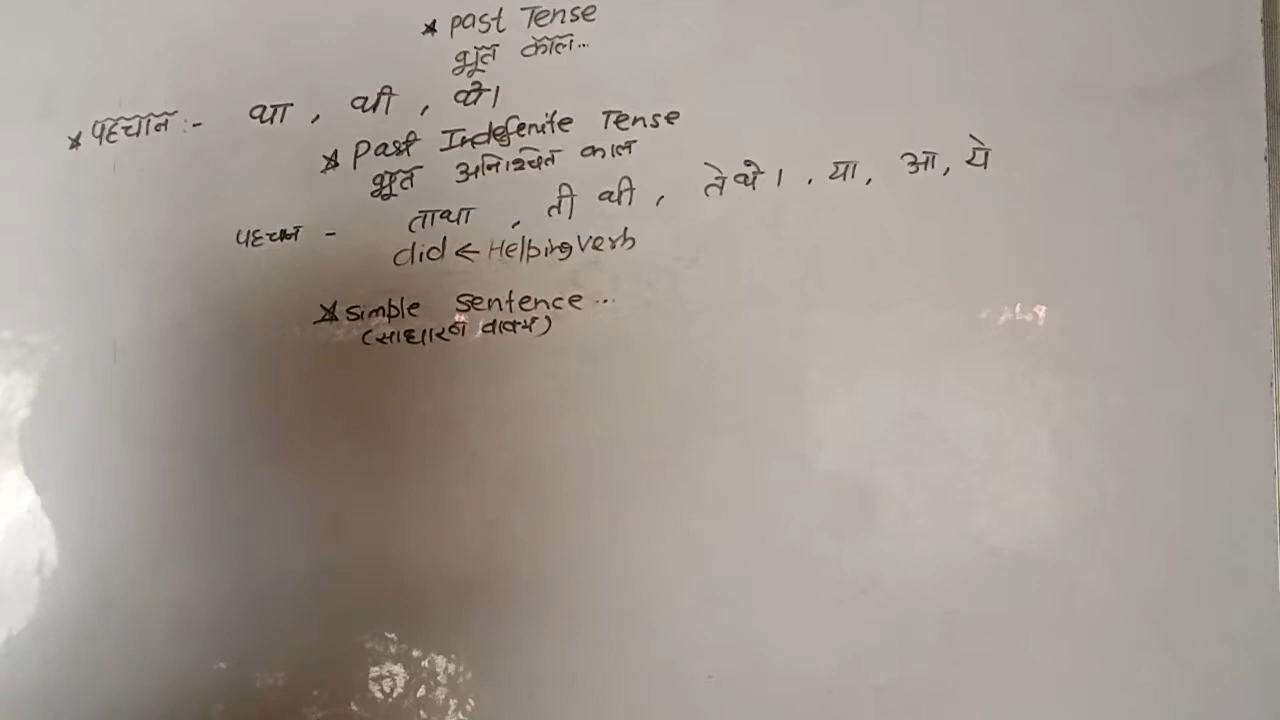 * Past Tense
भूत काल...
* पहचान :- था , थी , थे।
* Past Indefenite Tense
भूत अनिश्चित काल
पहचान - ताथा , ती थी , तेथे। . या, आ, ये
did ← Helping verb
* Simple Sentence...
(साधारण वाक्य)